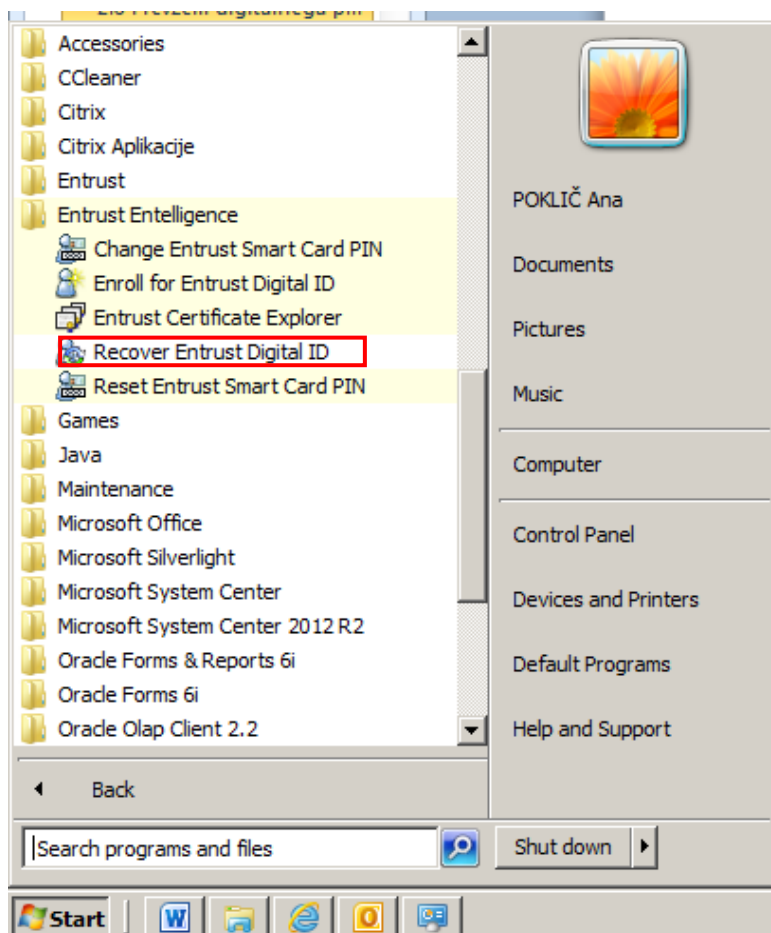 2.6 Prevzem digitalnega p...
Accessories
CCleaner
Citrix
Citrix Aplikacije
Entrust
Entrust Entelligence
Change Entrust Smart Card PIN
Enroll for Entrust Digital ID
Entrust Certificate Explorer
Recover Entrust Digital ID
Reset Entrust Smart Card PIN
Games
Java
Maintenance
Microsoft Office
Microsoft Silverlight
Microsoft System Center
Microsoft System Center 2012 R2
Oracle Forms & Reports 6i
Oracle Forms 6i
Oracle Olap Client 2.2
Back
Search programs and files
POKLIČ Ana
Documents
Pictures
Music
Computer
Control Panel
Devices and Printers
Default Programs
Help and Support
Shut down
Start